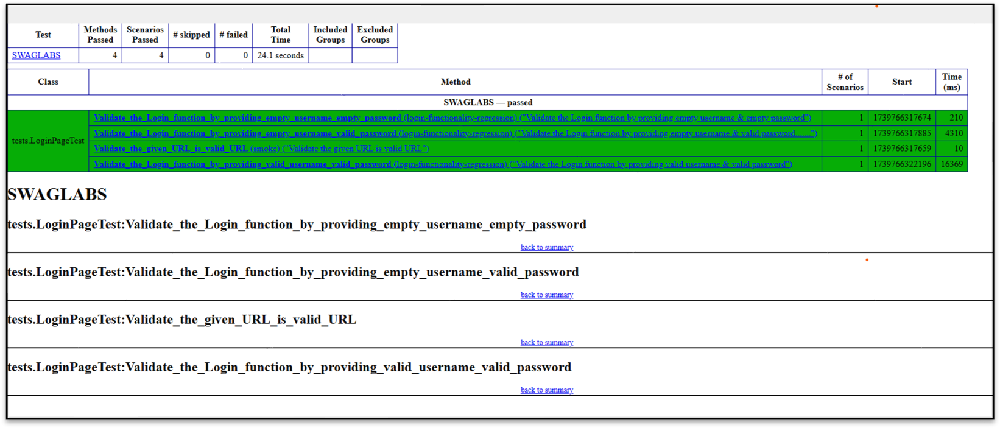 Test Methods Passed Scenarios Passed # skipped # failed Total Time Included Groups Excluded Groups
SWAGLABS 4 4 0 0 24.1 seconds
Class Method # of Scenarios Start Time (ms)
SWAGLABS — passed
tests.LoginPageTest
Validate_the_Login_function_by_providing_empty_username_empty_password (login-functionality-regression) ("Validate the Login function by providing empty username & empty password") 1 1739766317674 210
Validate_the_Login_function_by_providing_empty_username_valid_password (login-functionality-regression) ("Validate the Login function by providing empty username & valid password.......") 1 1739766317885 4310
Validate_the_given_URL_is_valid_URL (smoke) ("Validate the given URL is valid URL") 1 1739766317659 10
Validate_the_Login_function_by_providing_valid_username_valid_password (login-functionality-regression) ("Validate the Login function by providing valid username & valid password") 1 1739766322196 16369
SWAGLABS
tests.LoginPageTest:Validate_the_Login_function_by_providing_empty_username_empty_password
back to summary
tests.LoginPageTest:Validate_the_Login_function_by_providing_empty_username_valid_password
back to summary
tests.LoginPageTest:Validate_the_given_URL_is_valid_URL
back to summary
tests.LoginPageTest:Validate_the_Login_function_by_providing_valid_username_valid_password
back to summary